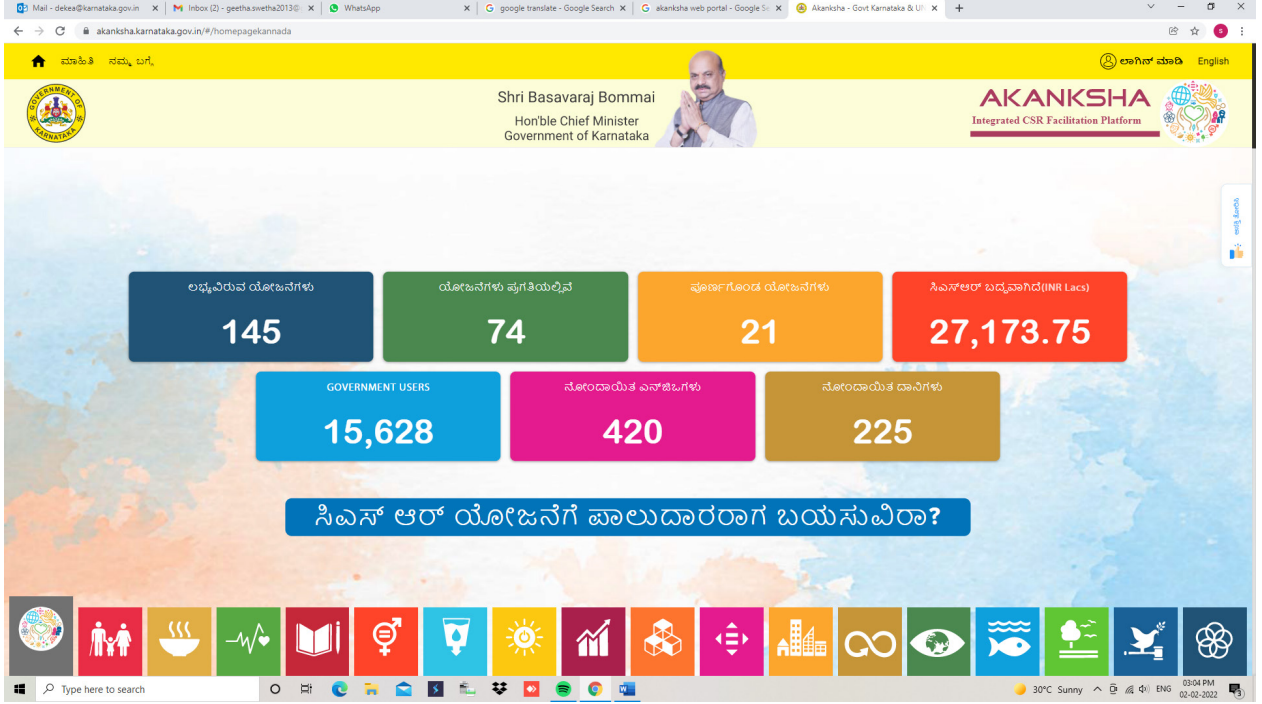 Mail - dekea@karnataka.gov.in
Inbox (2) - geetha.swetha2013@
WhatsApp
google translate - Google Search
akanksha web portal - Google Se
Akanksha - Govt Karnataka & UN
akanksha.karnataka.gov.in/#/homepagekannada
ಮಾಹಿತಿ ನಮ್ಮ ಬಗ್ಗೆ
ಲಾಗಿನ್ ಮಾಡಿ English
GOVERNMENT OF KARNATAKA
Shri Basavaraj Bommai
Hon'ble Chief Minister
Government of Karnataka
AKANKSHA
Integrated CSR Facilitation Platform
ಲಭ್ಯವಿರುವ ಯೋಜನೆಗಳು
145
ಯೋಜನೆಗಳು ಪ್ರಗತಿಯಲ್ಲಿವೆ
74
ಪೂರ್ಣಗೊಂಡ ಯೋಜನೆಗಳು
21
ಸಿಎಸ್ಆರ್ ಬದ್ಧವಾಗಿದೆ(INR Lacs)
27,173.75
ಆಸಕ್ತಿ ತೋರಿಸಿ
GOVERNMENT USERS
15,628
ನೋಂದಾಯಿತ ಎನ್‌ಜಿಒಗಳು
420
ನೋಂದಾಯಿತ ದಾನಿಗಳು
225
ಸಿಎಸ್ ಆರ್ ಯೋಜನೆಗೆ ಪಾಲುದಾರರಾಗ ಬಯಸುವಿರಾ?
Type here to search
30°C Sunny
ENG
03:04 PM
02-02-2022